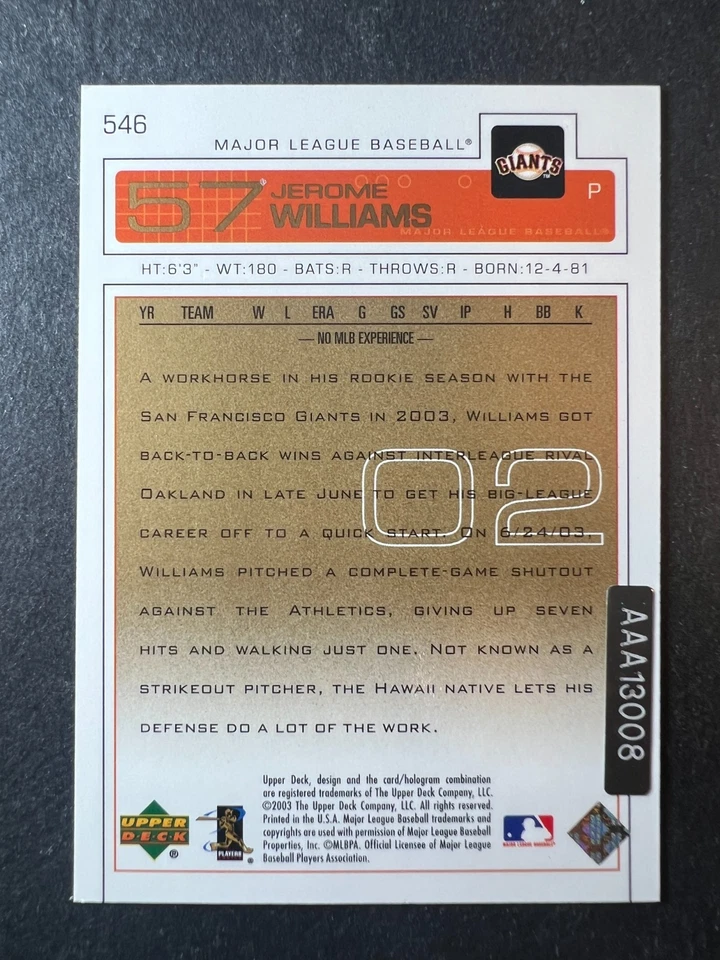 546
MAJOR LEAGUE BASEBALL®
GIANTS™
57® JEROME
WILLIAMS
P
MAJOR LEAGUE BASEBALL®
HT:6'3" - WT:180 - BATS:R - THROWS:R - BORN:12-4-81
YR TEAM W L ERA G GS SV IP H BB K
— NO MLB EXPERIENCE —
A WORKHORSE IN HIS ROOKIE SEASON WITH THE
SAN FRANCISCO GIANTS IN 2003, WILLIAMS GOT
BACK-TO-BACK WINS AGAINST INTERLEAGUE RIVAL
OAKLAND IN LATE JUNE TO GET HIS BIG-LEAGUE
CAREER OFF TO A QUICK START. ON 6/24/03,
WILLIAMS PITCHED A COMPLETE-GAME SHUTOUT
AGAINST THE ATHLETICS, GIVING UP SEVEN
HITS AND WALKING JUST ONE. NOT KNOWN AS A
STRIKEOUT PITCHER, THE HAWAII NATIVE LETS HIS
DEFENSE DO A LOT OF THE WORK.
02
AAA13008
Upper Deck, design and the card/hologram combination
are registered trademarks of The Upper Deck Company, LLC.
©2003 The Upper Deck Company, LLC. All rights reserved.
Printed in the U.S.A. Major League Baseball trademarks and
copyrights are used with permission of Major League Baseball
Properties, Inc. ©MLBPA. Official Licensee of Major League
Baseball Players Association.
UPPER
DECK®
PLAYERS
MAJOR LEAGUE BASEBALL